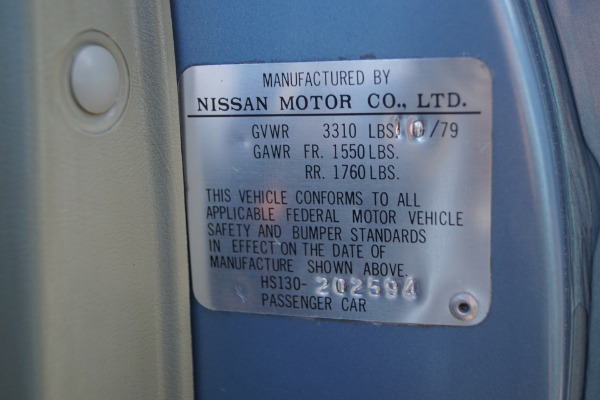 MANUFACTURED BY
NISSAN MOTOR CO., LTD.
GVWR 3310 LBS. 10/79
GAWR FR. 1550 LBS.
RR. 1760 LBS.
THIS VEHICLE CONFORMS TO ALL
APPLICABLE FEDERAL MOTOR VEHICLE
SAFETY AND BUMPER STANDARDS
IN EFFECT ON THE DATE OF
MANUFACTURE SHOWN ABOVE.
HS130-202594
PASSENGER CAR